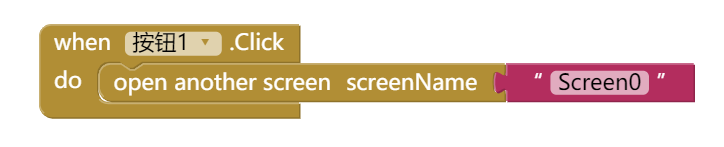 when 按钮1 .Click
do open another screen screenName “ Screen0 ”